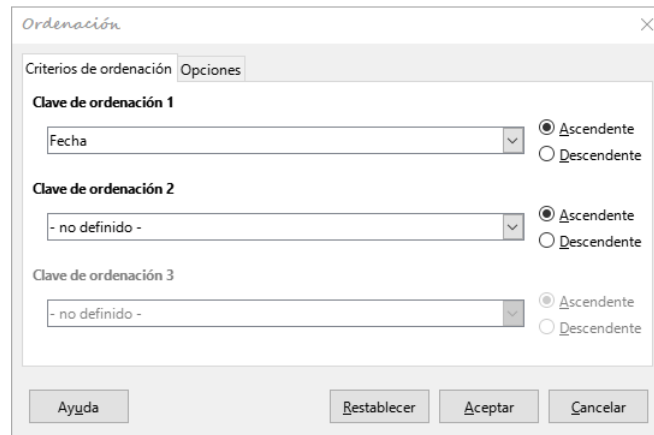 Ordenación
Criterios de ordenación Opciones
Clave de ordenación 1
Fecha
Ascendente
Descendente
Clave de ordenación 2
- no definido -
Ascendente
Descendente
Clave de ordenación 3
- no definido -
Ascendente
Descendente
Ayuda Restablecer Aceptar Cancelar